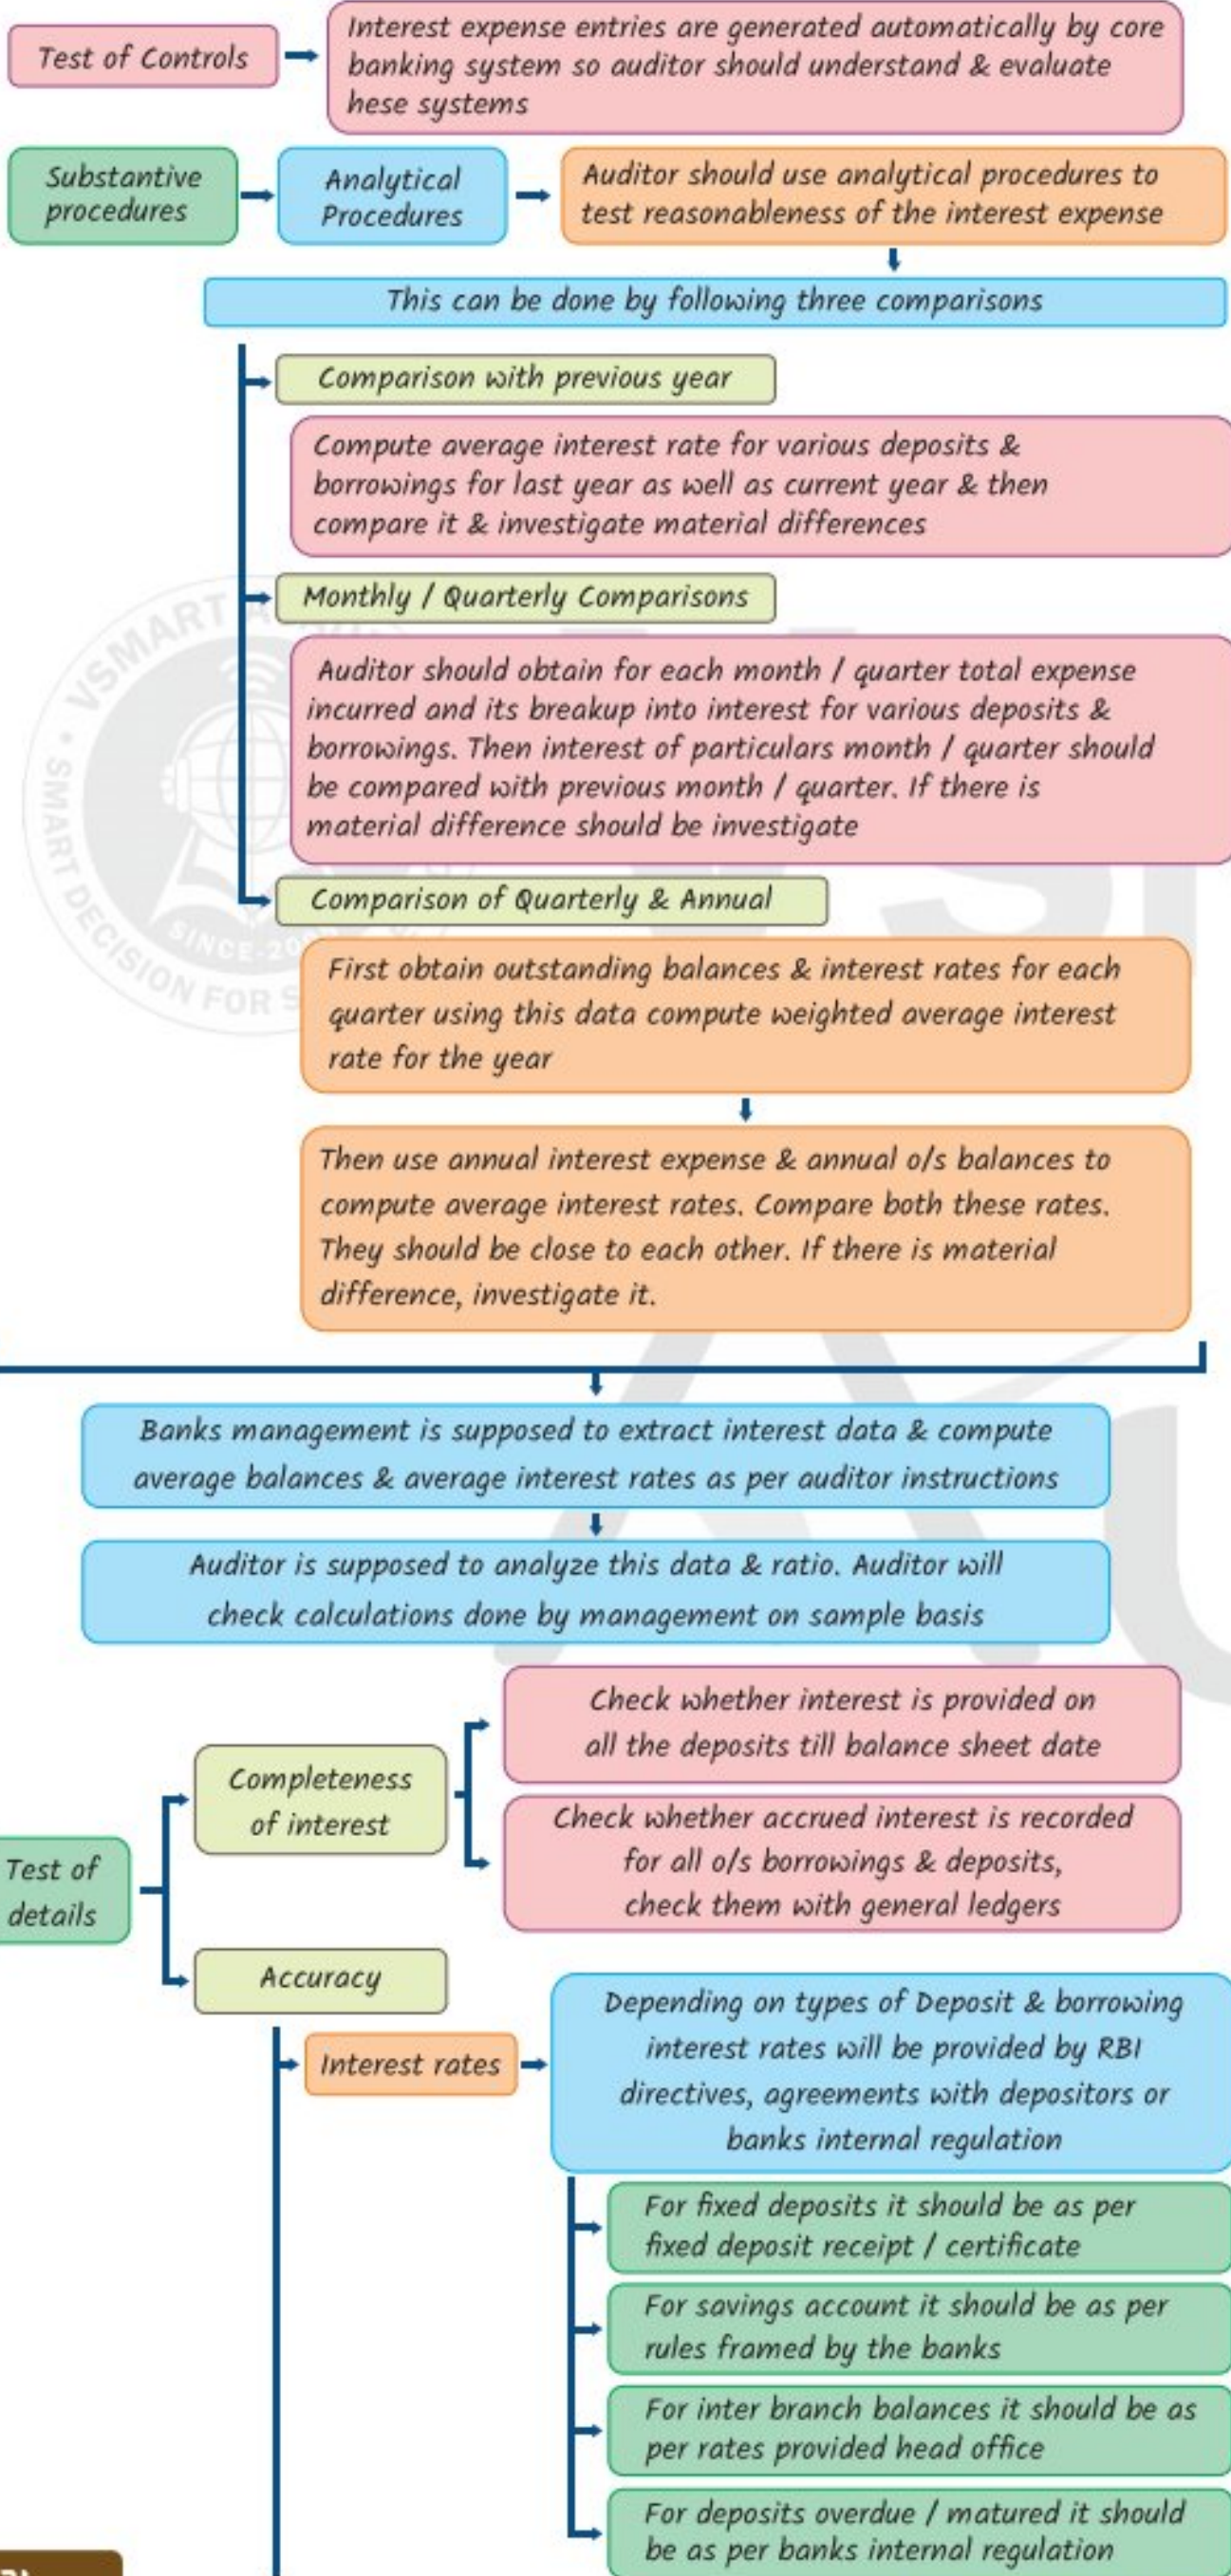 Test of Controls
Interest expense entries are generated automatically by core
banking system so auditor should understand & evaluate
hese systems
Substantive
procedures
Analytical
Procedures
Auditor should use analytical procedures to
test reasonableness of the interest expense
This can be done by following three comparisons
Comparison with previous year
Compute average interest rate for various deposits &
borrowings for last year as well as current year & then
compare it & investigate material differences
Monthly / Quarterly Comparisons
Auditor should obtain for each month / quarter total expense
incurred and its breakup into interest for various deposits &
borrowings. Then interest of particulars month / quarter should
be compared with previous month / quarter. If there is
material difference should be investigate
VSMART
SMART DECISION FOR
SINCE-20
Comparison of Quarterly & Annual
First obtain outstanding balances & interest rates for each
quarter using this data compute weighted average interest
rate for the year
Then use annual interest expense & annual o/s balances to
compute average interest rates. Compare both these rates.
They should be close to each other. If there is material
difference, investigate it.
Banks management is supposed to extract interest data & compute
average balances & average interest rates as per auditor instructions
Auditor is supposed to analyze this data & ratio. Auditor will
check calculations done by management on sample basis
Test of
details
Completeness
of interest
Check whether interest is provided on
all the deposits till balance sheet date
Check whether accrued interest is recorded
for all o/s borrowings & deposits,
check them with general ledgers
Accuracy
Interest rates
Depending on types of Deposit & borrowing
interest rates will be provided by RBI
directives, agreements with depositors or
banks internal regulation
For fixed deposits it should be as per
fixed deposit receipt / certificate
For savings account it should be as per
rules framed by the banks
For inter branch balances it should be as
per rates provided head office
For deposits overdue / matured it should
be as per banks internal regulation